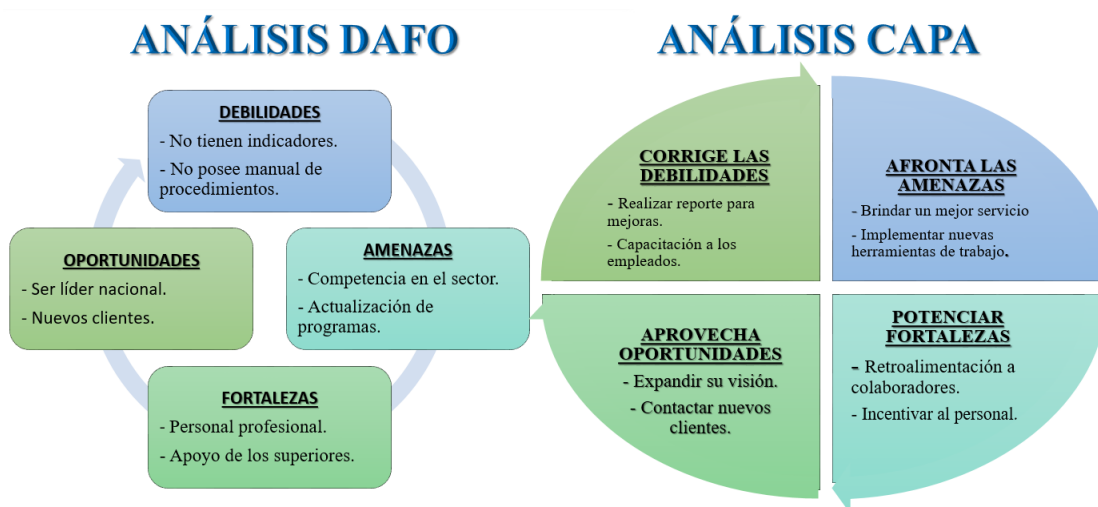 ANÁLISIS DAFO
DEBILIDADES
- No tienen indicadores.
- No posee manual de
procedimientos.
OPORTUNIDADES
- Ser líder nacional.
- Nuevos clientes.
AMENAZAS
- Competencia en el sector.
- Actualización de
programas.
FORTALEZAS
- Personal profesional.
- Apoyo de los superiores.
ANÁLISIS CAPA
CORRIGE LAS
DEBILIDADES
- Realizar reporte para
mejoras.
- Capacitación a los
empleados.
AFRONTA LAS
AMENAZAS
- Brindar un mejor servicio
- Implementar nuevas
herramientas de trabajo.
APROVECHA
OPORTUNIDADES
- Expandir su visión.
- Contactar nuevos
clientes.
POTENCIAR
FORTALEZAS
- Retroalimentación a
colaboradores.
- Incentivar al personal.